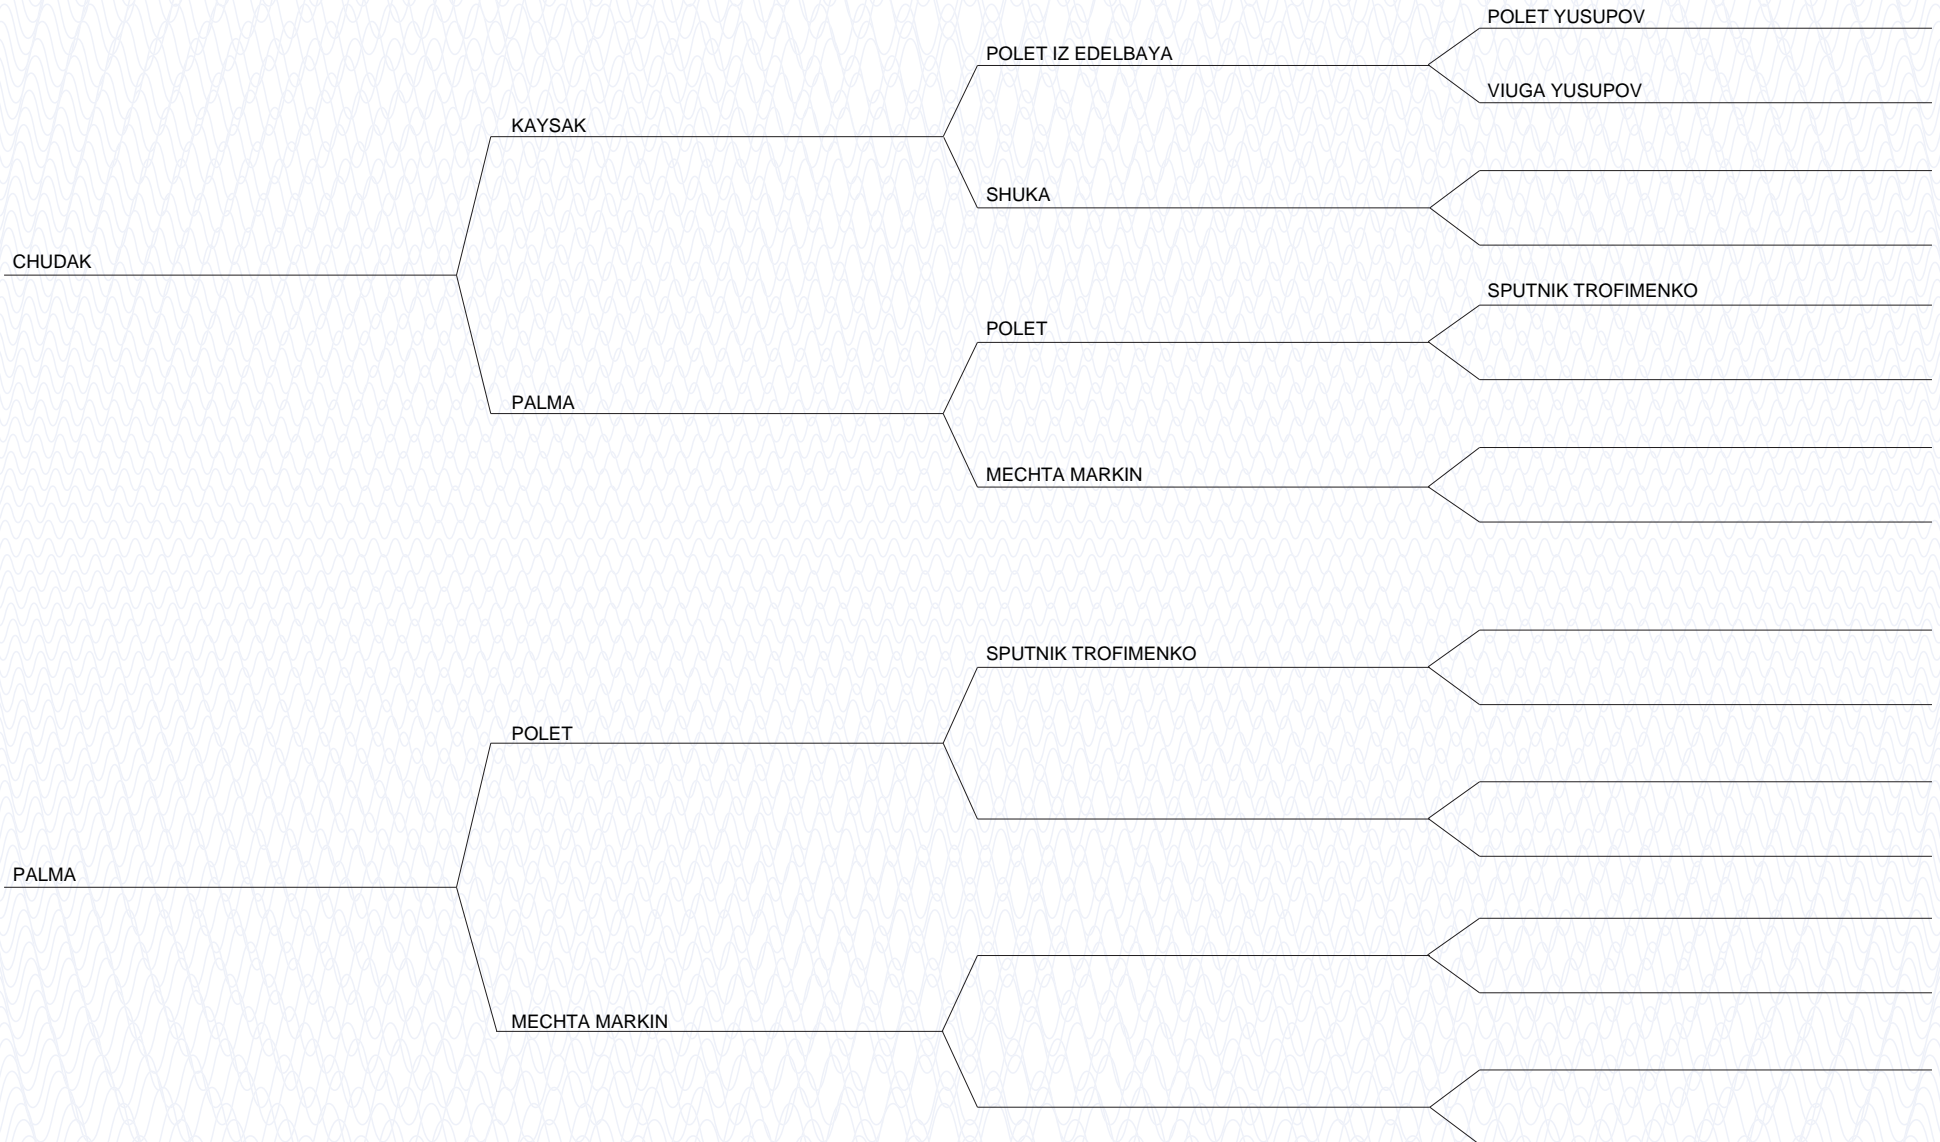 POLET YUSUPOV
POLET IZ EDELBAYA
VIUGA YUSUPOV
KAYSAK
SHUKA
CHUDAK
SPUTNIK TROFIMENKO
POLET
PALMA
MECHTA MARKIN
SPUTNIK TROFIMENKO
POLET
PALMA
MECHTA MARKIN